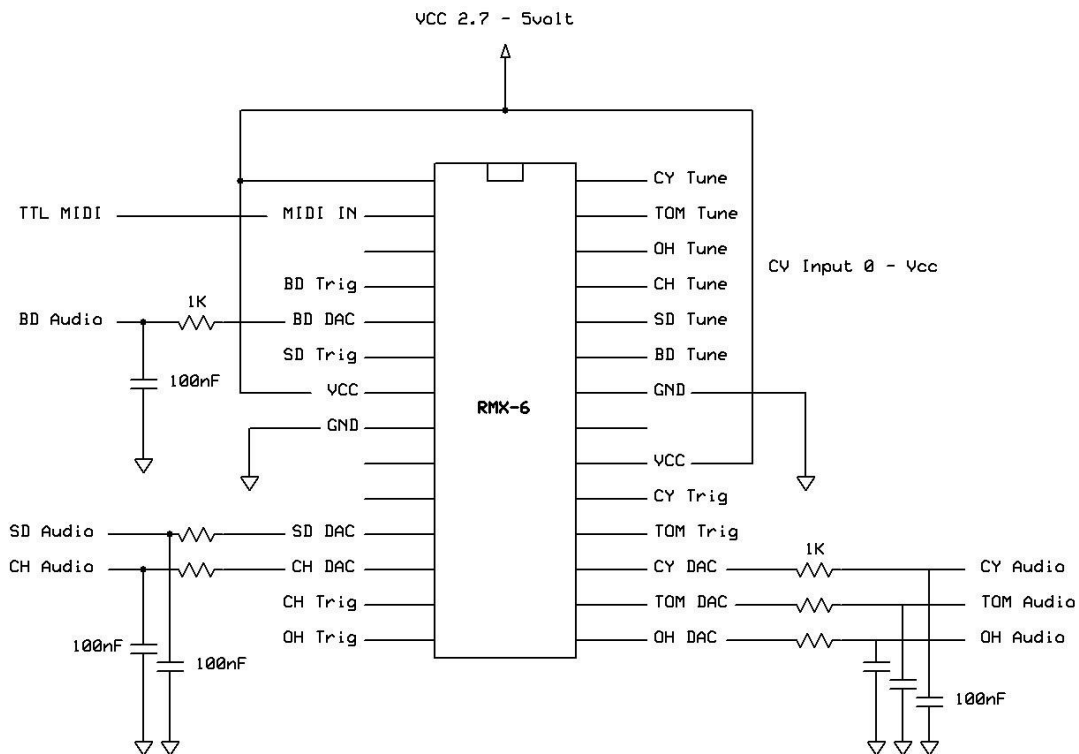 VCC 2.7 - 5volt
CY Tune
TTL MIDI
MIDI IN
TOM Tune
OH Tune
CV Input 0 - Vcc
BD Trig
CH Tune
1K
BD Audio
BD DAC
SD Tune
SD Trig
BD Tune
100nF
VCC
GND
RMX-6
GND
VCC
CY Trig
SD Audio
SD DAC
TOM Trig
1K
CH Audio
CH DAC
CY DAC
CY Audio
CH Trig
TOM DAC
TOM Audio
100nF
OH Trig
OH DAC
OH Audio
100nF
100nF